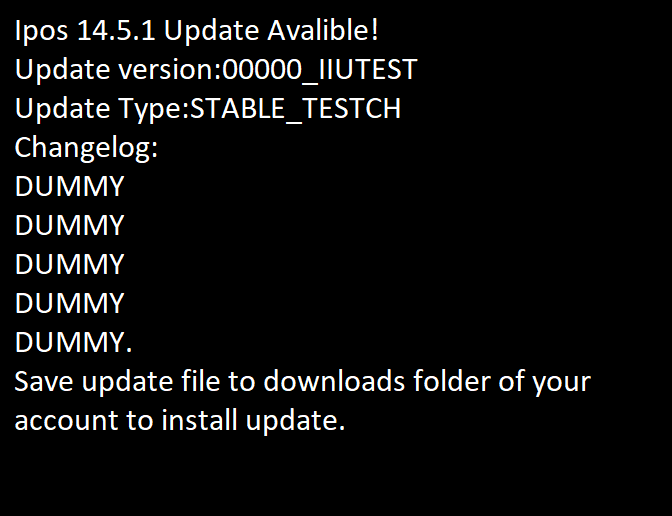 Ipos 14.5.1 Update Avalible!
Update version:00000_IIUTEST
Update Type:STABLE_TESTCH
Changelog:
DUMMY
DUMMY
DUMMY
DUMMY
DUMMY.
Save update file to downloads folder of your
account to install update.